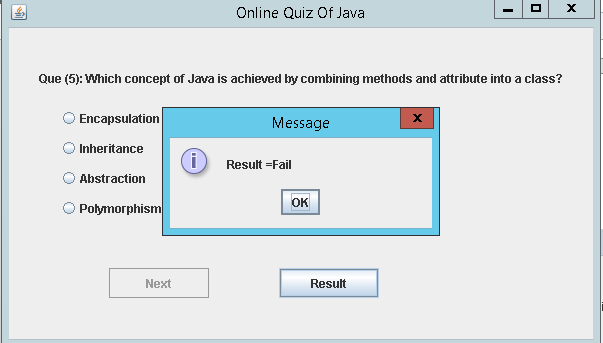 Online Quiz Of Java
Que (5): Which concept of Java is achieved by combining methods and attribute into a class?
Encapsulation
Inheritance
Abstraction
Polymorphism
Message
Result =Fail
OK
Next
Result